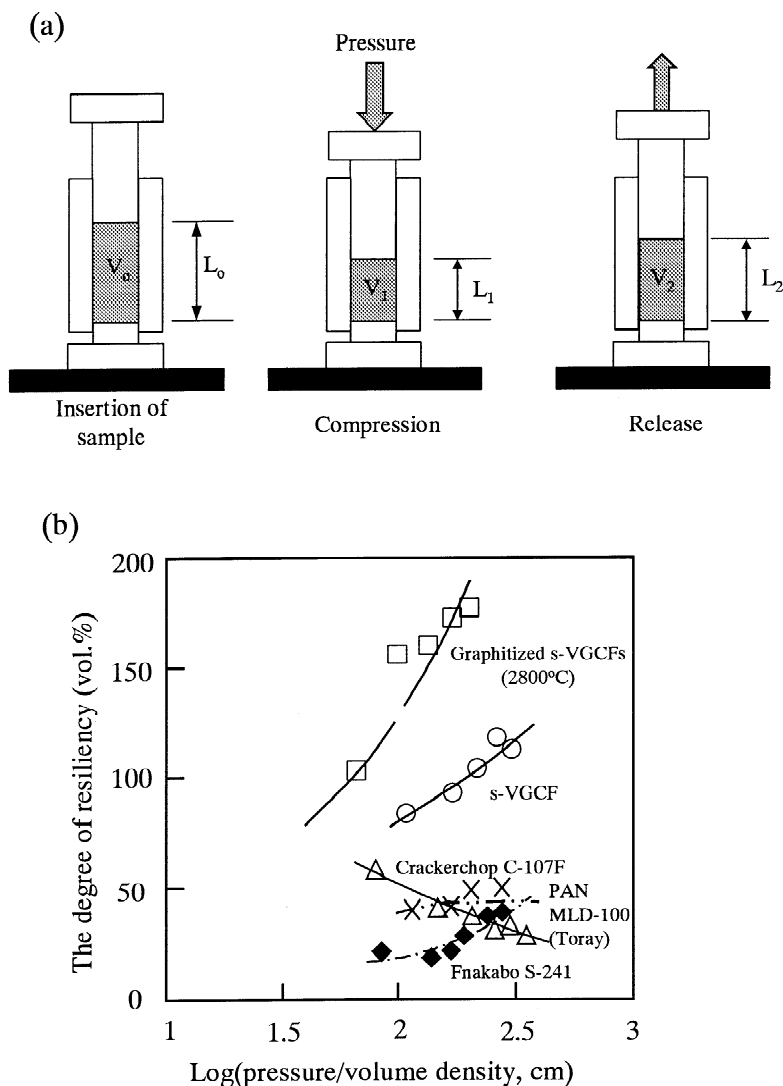 (a)
Pressure
V₀
L₀
V₁
L₁
V₂
L₂
Insertion of
sample
Compression
Release
(b)
The degree of resiliency (vol.%)
200
150
100
50
0
Graphitized s-VGCFs
(2800°C)
s-VGCF
Crackerchop C-107F
PAN
MLD-100
(Toray)
Fnakabo S-241
1
1.5
2
2.5
3
Log(pressure/volume density, cm)